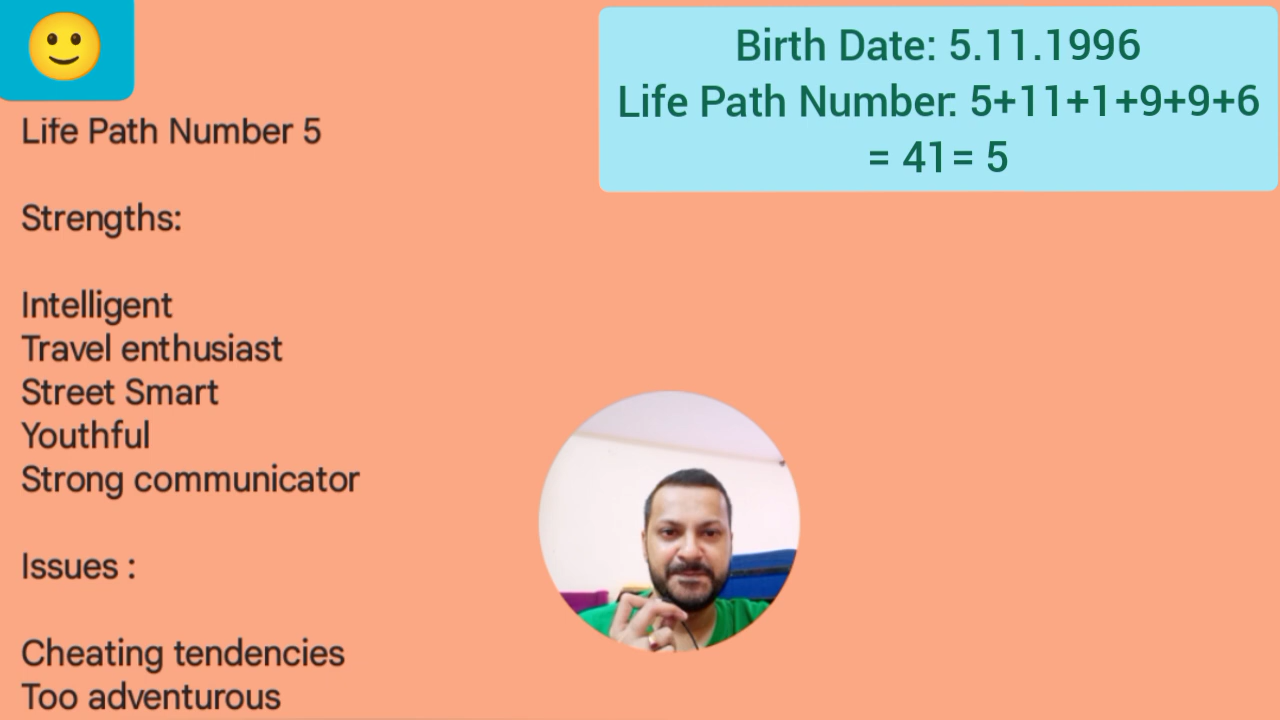 Birth Date: 5.11.1996
Life Path Number: 5+11+1+9+9+6
= 41= 5
Life Path Number 5
Strengths:
Intelligent
Travel enthusiast
Street Smart
Youthful
Strong communicator
Issues :
Cheating tendencies
Too adventurous